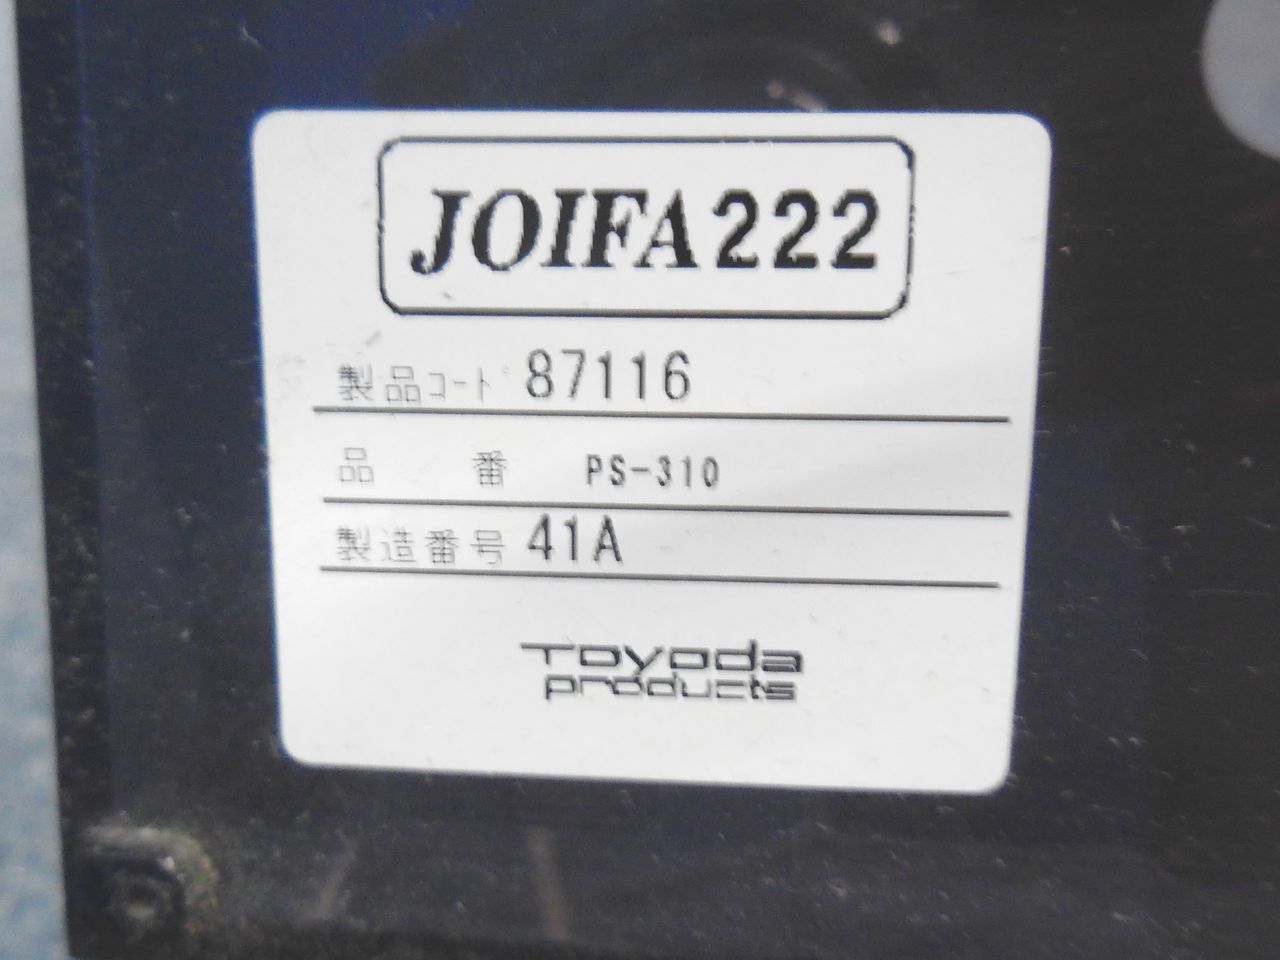 JOIFA222
製品コード 87116
品番 PS-310
製造番号 41A
Toyoda
products